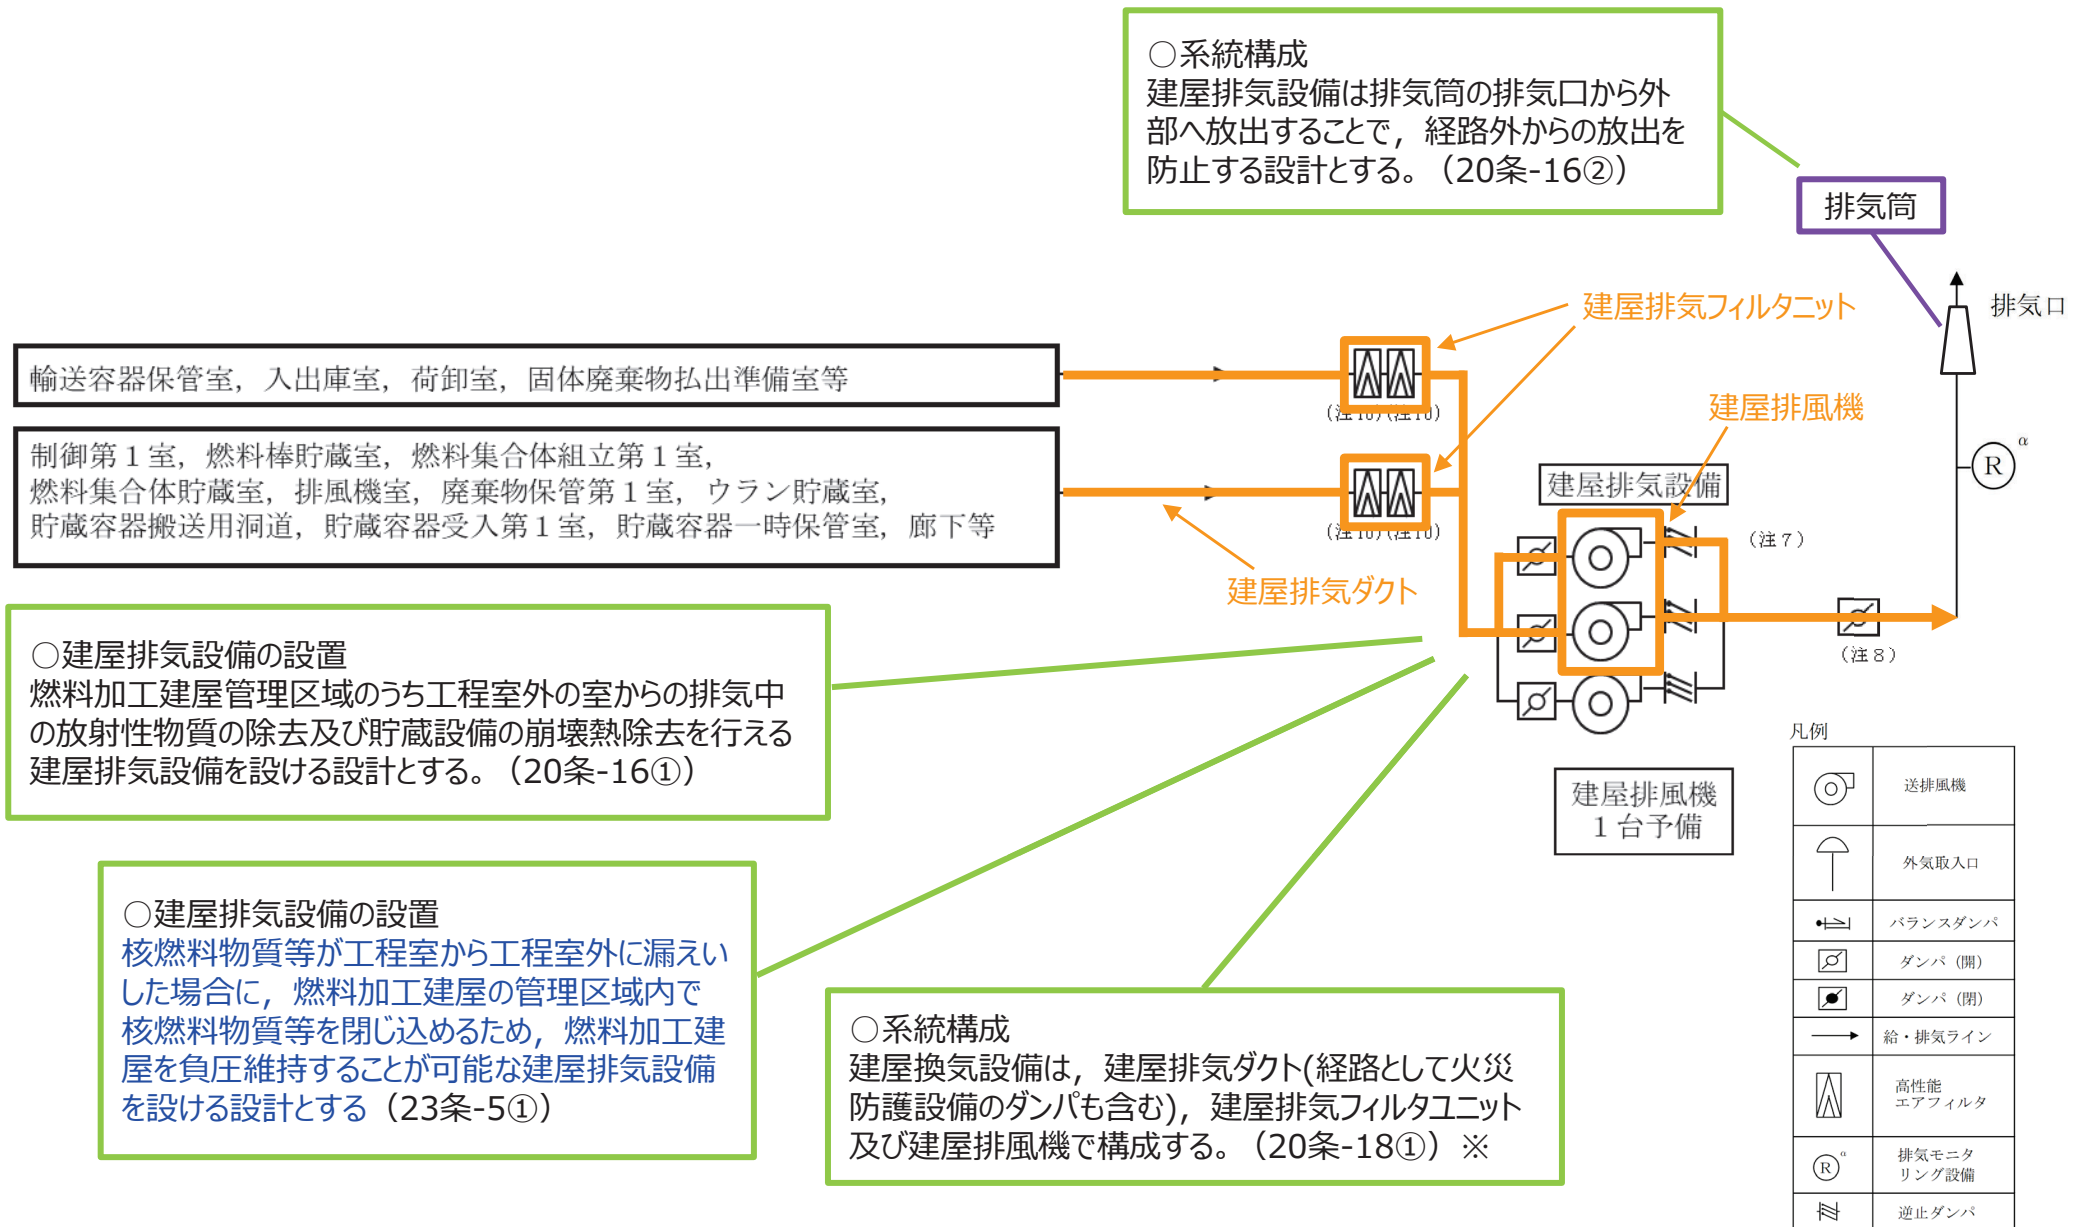 ○系統構成
建屋排気設備は排気筒の排気口から外
部へ放出することで，経路外からの放出を
防止する設計とする。（20条-16②）
排気筒
排気口
建屋排気フィルタニット
輸送容器保管室，入出庫室，荷卸室，固体廃棄物払出準備室等
(注10)(注10)
建屋排風機
R α
制御第１室，燃料棒貯蔵室，燃料集合体組立第１室，
燃料集合体貯蔵室，排風機室，廃棄物保管第１室，ウラン貯蔵室，
貯蔵容器搬送用洞道，貯蔵容器受入第１室，貯蔵容器一時保管室，廊下等
(注10)(注10)
建屋排気設備
（注７）
建屋排気ダクト
（注８）
○建屋排気設備の設置
燃料加工建屋管理区域のうち工程室外の室からの排気中
の放射性物質の除去及び貯蔵設備の崩壊熱除去を行える
建屋排気設備を設ける設計とする。（20条-16①）
建屋排風機
１台予備
○建屋排気設備の設置
核燃料物質等が工程室から工程室外に漏えい
した場合に，燃料加工建屋の管理区域内で
核燃料物質等を閉じ込めるため，燃料加工建
屋を負圧維持することが可能な建屋排気設備
を設ける設計とする（23条-5①）
○系統構成
建屋換気設備は，建屋排気ダクト(経路として火災
防護設備のダンパも含む)，建屋排気フィルタユニット
及び建屋排風機で構成する。（20条-18①）※
凡例
送排風機
外気取入口
バランスダンパ
ダンパ（開）
ダンパ（閉）
給・排気ライン
高性能
エアフィルタ
R α
排気モニタ
リング設備
逆止ダンパ